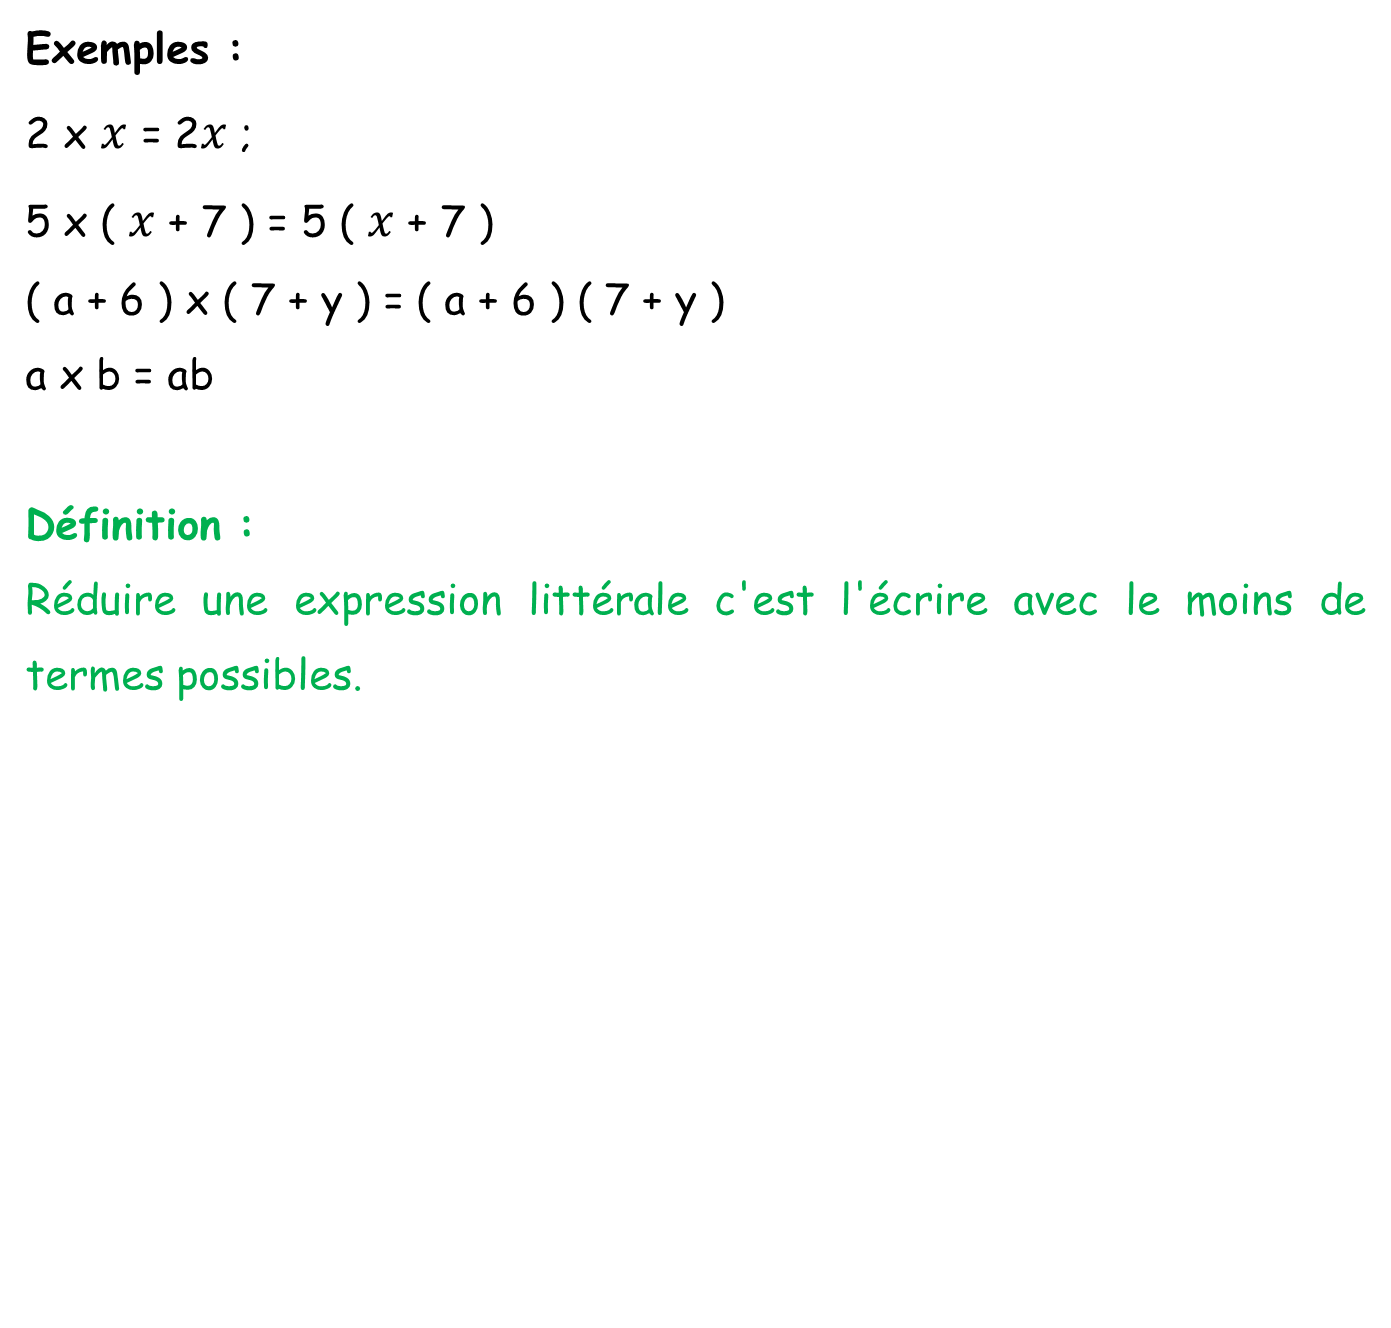 Exemples :
2 x 𝑥 = 2𝑥 ;
5 x ( 𝑥 + 7 ) = 5 ( 𝑥 + 7 )
( a + 6 ) x ( 7 + y ) = ( a + 6 ) ( 7 + y )
a x b = ab
Définition :
Réduire une expression littérale c'est l'écrire avec le moins de
termes possibles.